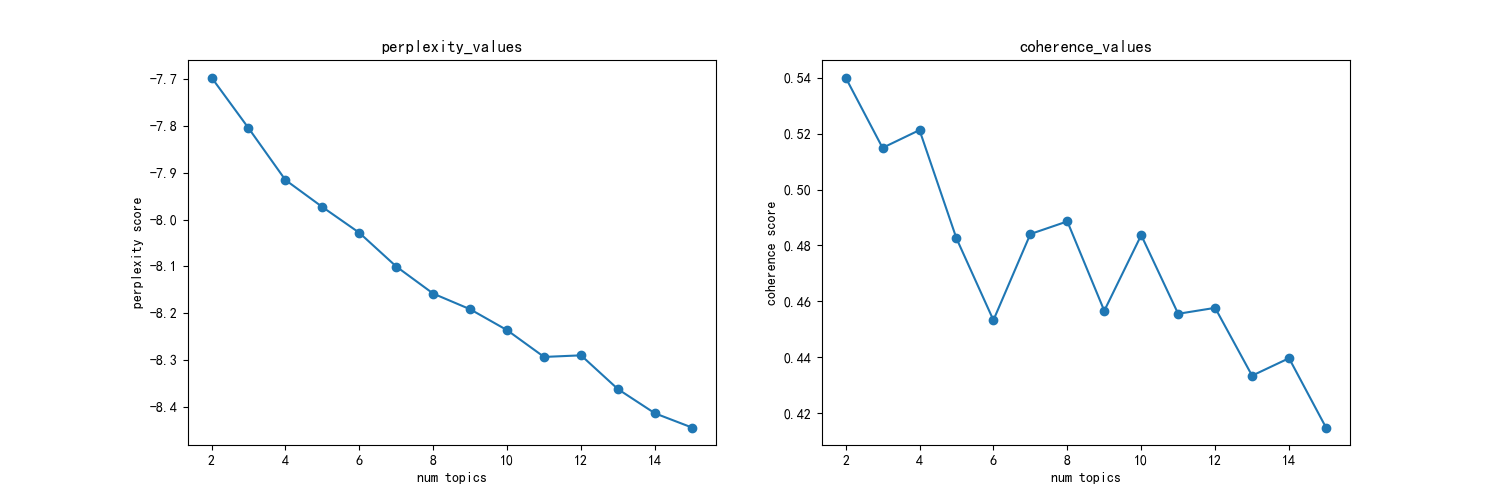 perplexity_values
perplexity score
−7.7
−7.8
−7.9
−8.0
−8.1
−8.2
−8.3
−8.4
2 4 6 8 10 12 14
num topics
coherence_values
coherence score
0.54
0.52
0.50
0.48
0.46
0.44
0.42
2 4 6 8 10 12 14
num topics